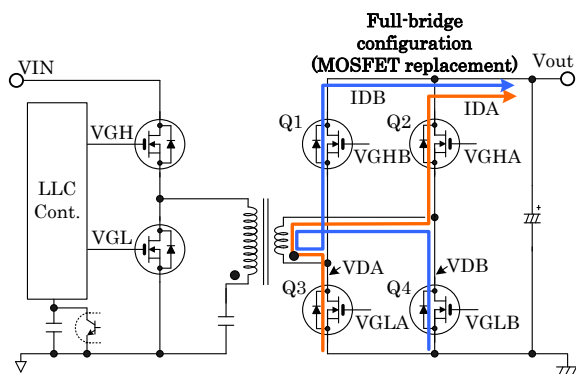 Full-bridge
configuration
(MOSFET replacement)
VIN
Vout
IDB
IDA
Q1
Q2
VGH
VGHB
VGHA
LLC
Cont.
VGL
VDA
VDB
Q3
Q4
VGLA
VGLB
+